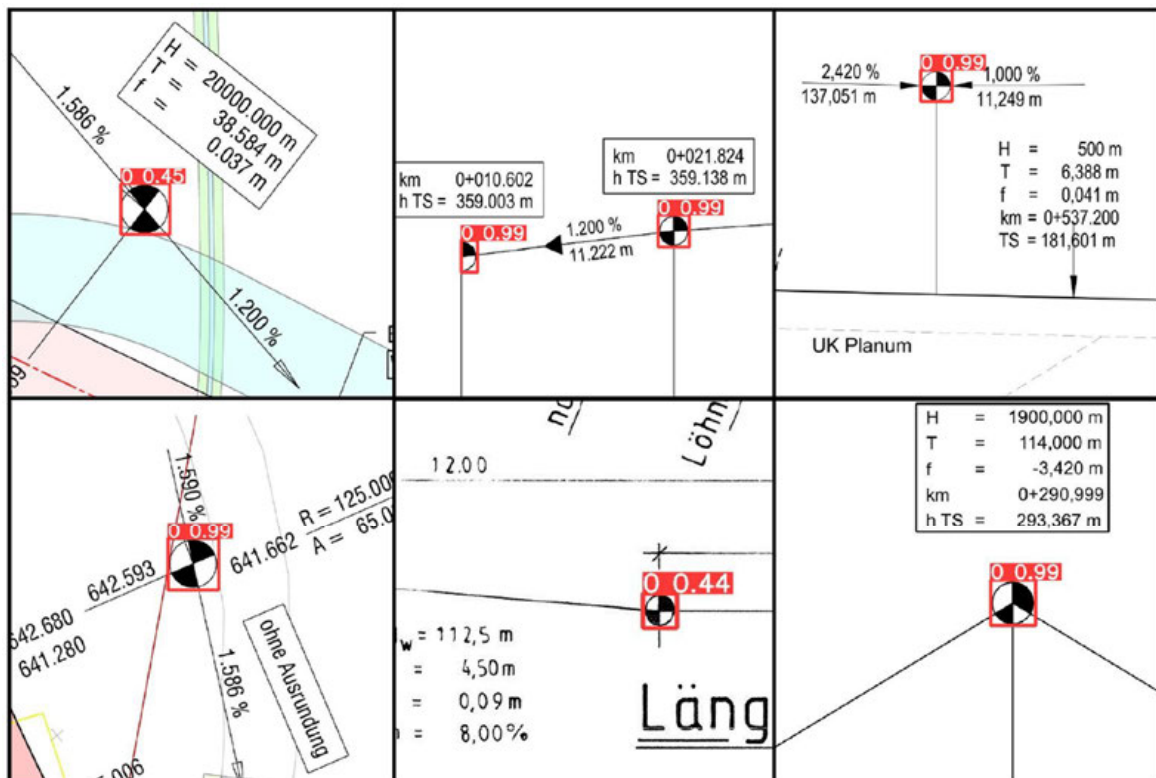 H = 20000.000 m
T = 38.584 m
f = 0.037 m
1.586 %
0 0.45
1.200 %
km 0+010.602
h TS = 359.003 m
km 0+021.824
h TS = 359.138 m
0 0.99
0 0.99
1.200 %
11.222 m
0 0.99
2,420 %
137,051 m
1,000 %
11,249 m
H = 500 m
T = 6,388 m
f = 0,041 m
km = 0+537.200
TS = 181,601 m
UK Planum
1.590 %
0 0.99
R = 125.00
A = 65.0
642.593
641.662
642.680
641.280
1.586 %
ohne Ausrundung
5.006
no
Löhn
12.00
0 0.44
w = 112,5 m
= 4,50 m
= 0,09 m
= 8,00%
Läng
H = 1900,000 m
T = 114,000 m
f = -3,420 m
km 0+290,999
h TS = 293,367 m
0 0.99